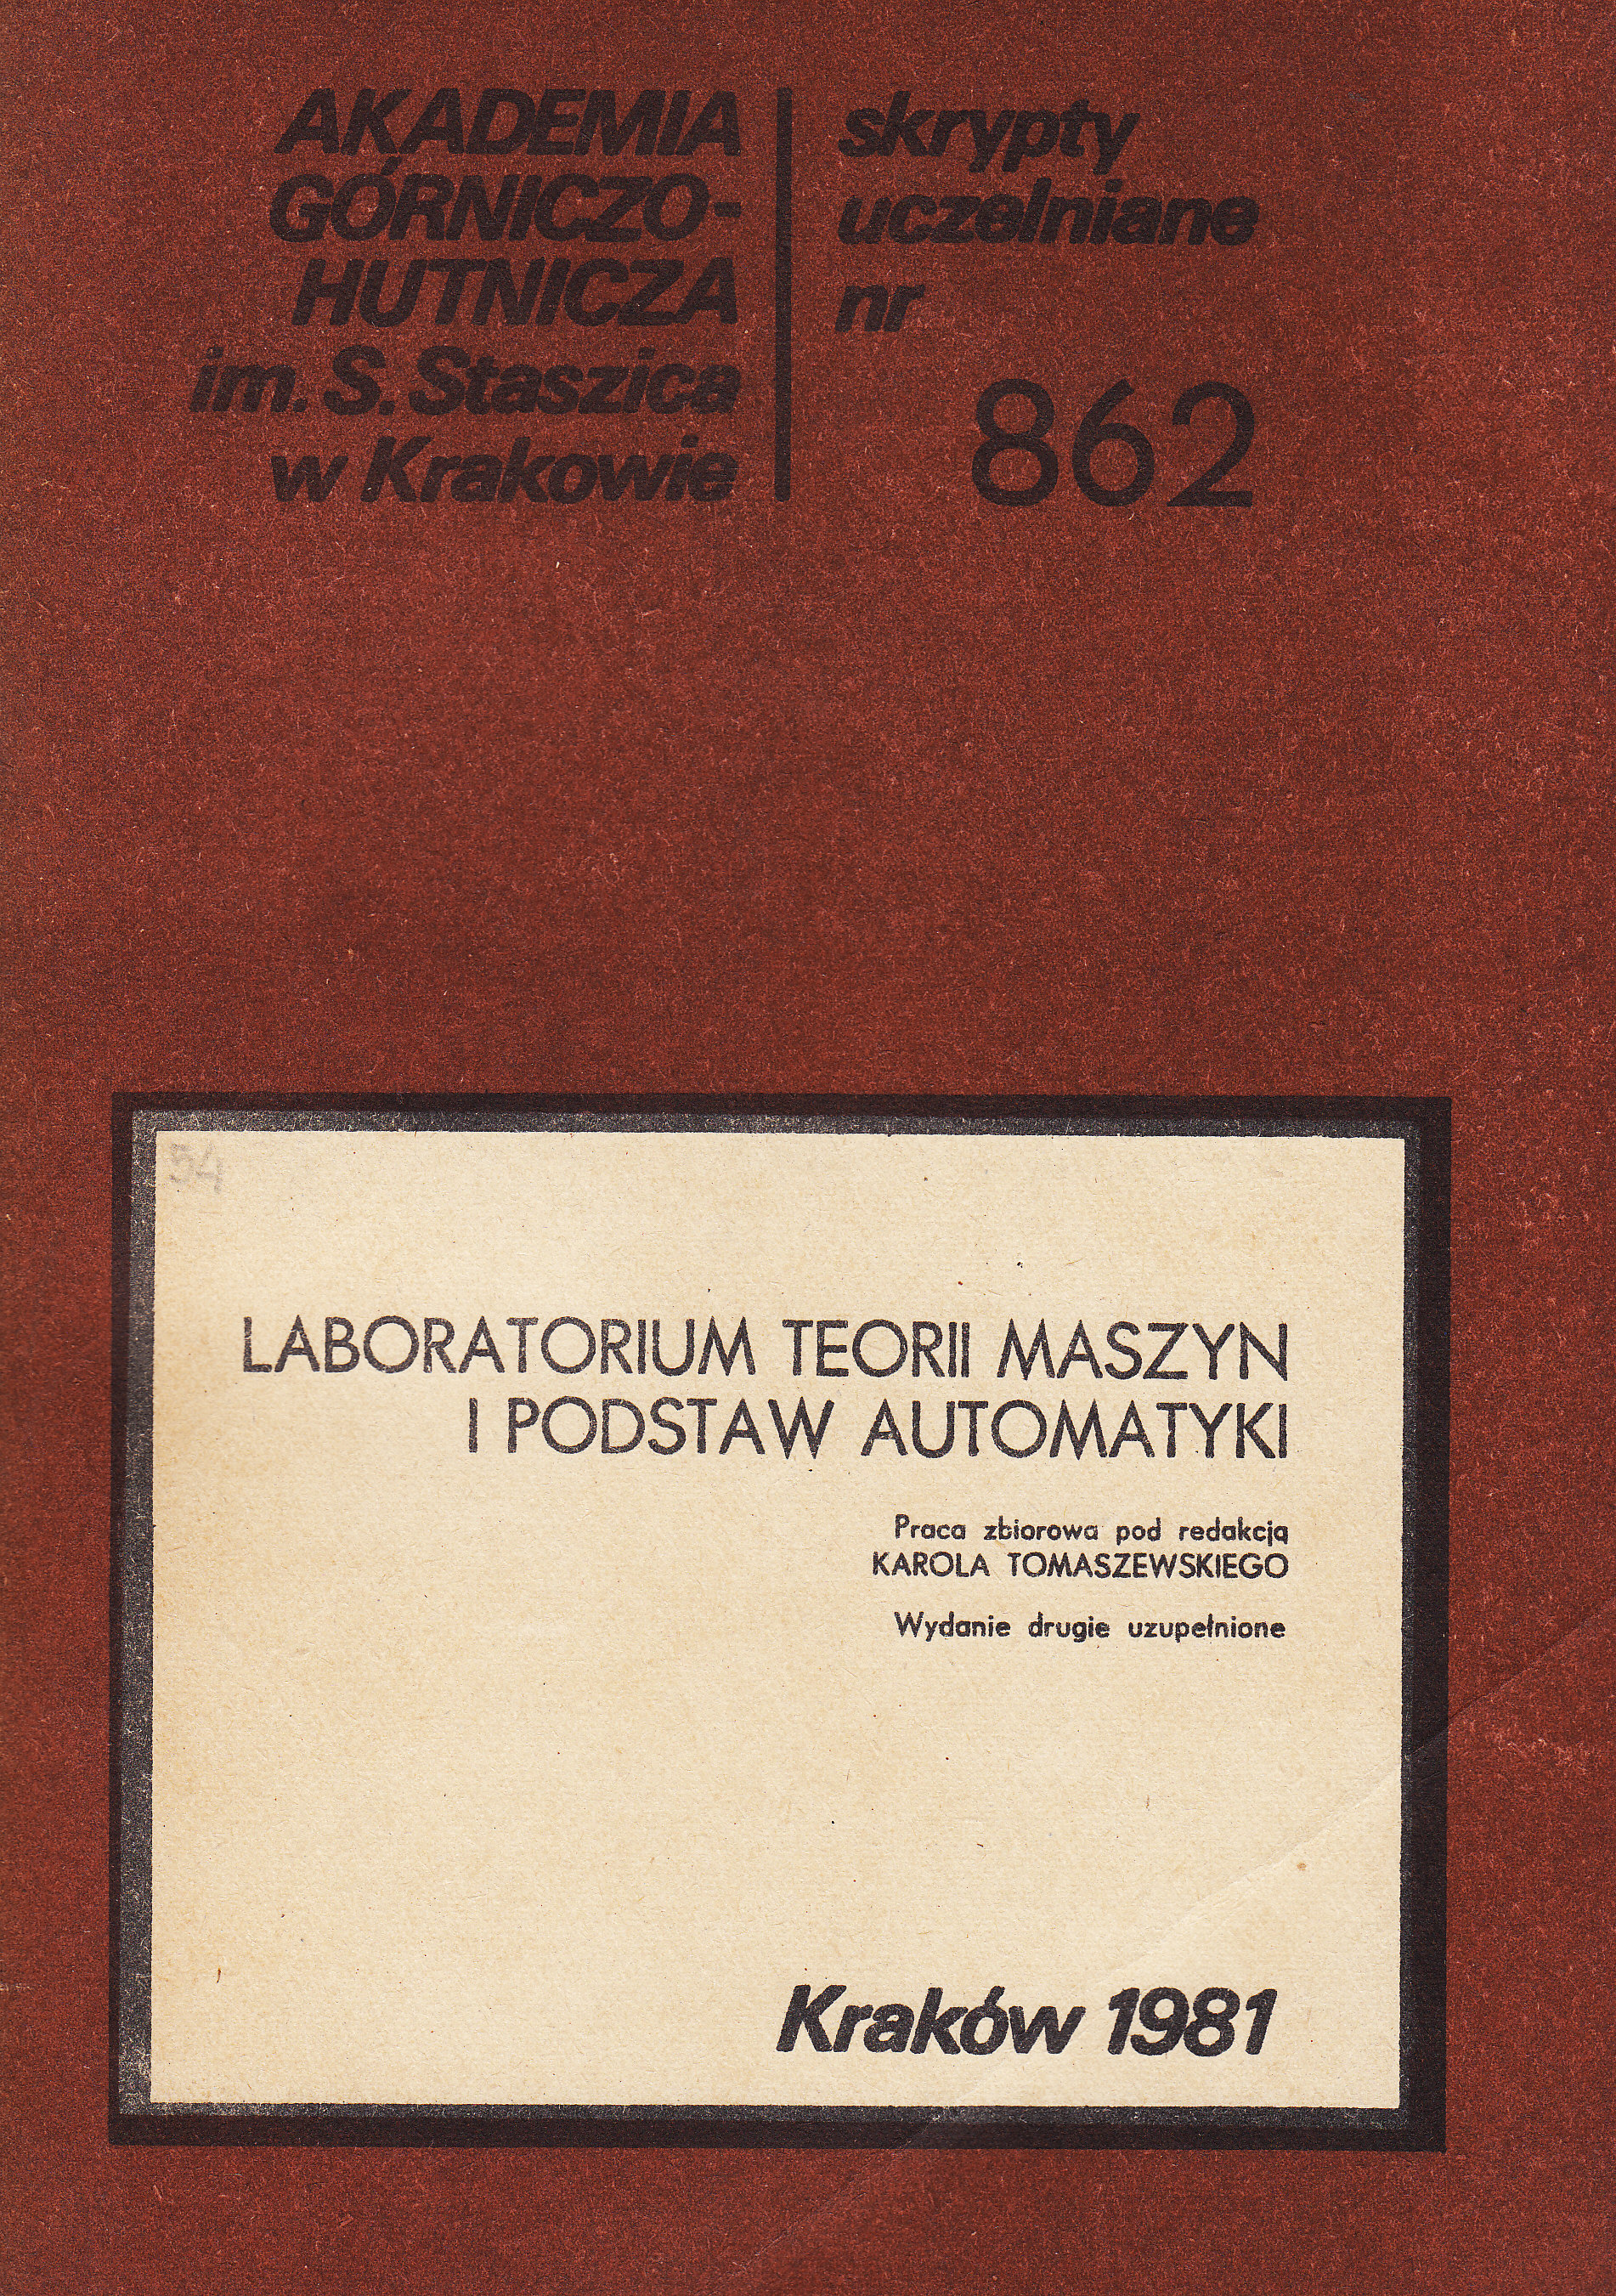 AKADEMIA
GÓRNICZO-
HUTNICZA
im. S. Staszica
w Krakowie
skrypty
uczelniane
nr
862
54
LABORATORIUM TEORII MASZYN
I PODSTAW AUTOMATYKI
Praca zbiorowa pod redakcją
KAROLA TOMASZEWSKIEGO
Wydanie drugie uzupełnione
Kraków 1981